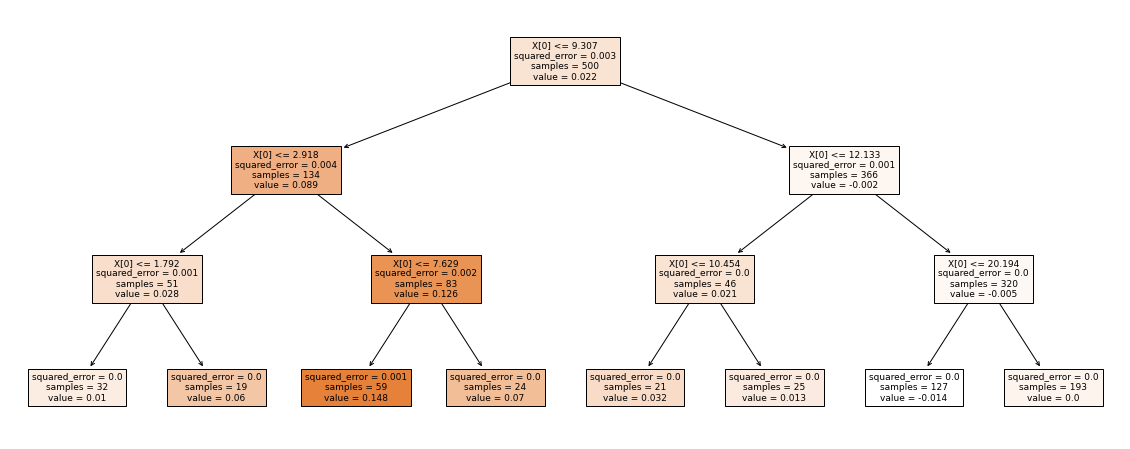 X[0] <= 9.307
squared_error = 0.003
samples = 500
value = 0.022
X[0] <= 2.918
squared_error = 0.004
samples = 134
value = 0.089
X[0] <= 12.133
squared_error = 0.001
samples = 366
value = -0.002
X[0] <= 1.792
squared_error = 0.001
samples = 51
value = 0.028
X[0] <= 7.629
squared_error = 0.002
samples = 83
value = 0.126
X[0] <= 10.454
squared_error = 0.0
samples = 46
value = 0.021
X[0] <= 20.194
squared_error = 0.0
samples = 320
value = -0.005
squared_error = 0.0
samples = 32
value = 0.01
squared_error = 0.0
samples = 19
value = 0.06
squared_error = 0.001
samples = 59
value = 0.148
squared_error = 0.0
samples = 24
value = 0.07
squared_error = 0.0
samples = 21
value = 0.032
squared_error = 0.0
samples = 25
value = 0.013
squared_error = 0.0
samples = 127
value = -0.014
squared_error = 0.0
samples = 193
value = 0.0